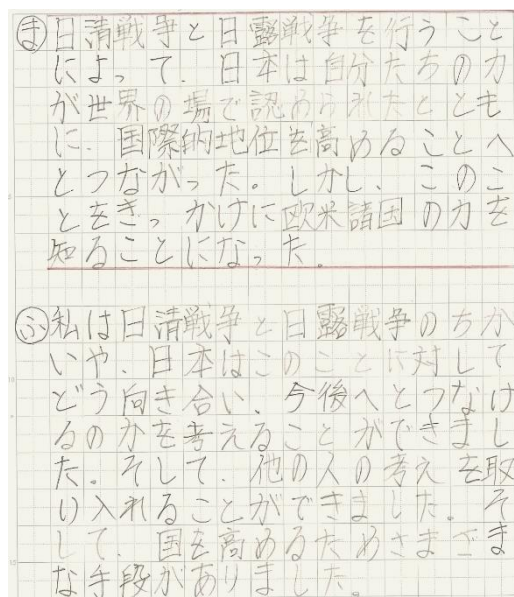 ま 日清戦争と日露戦争を行うこと
によって、日本は自分たちの力
が世界の場で認められたととも
に、国際的地位を高めることへ
とつながった。しかし、このこ
とをきっかけに欧米諸国の力を
知ることになった。
ふ 私は日清戦争と日露戦争のちが
いや、日本はこのことに対して
どう向き合い、今後へとつなげ
るのかを考えることができまし
た。そして、他の人の考えを取
り入れることができました。そ
して、国を高めるためさまざま
な手段がありました。